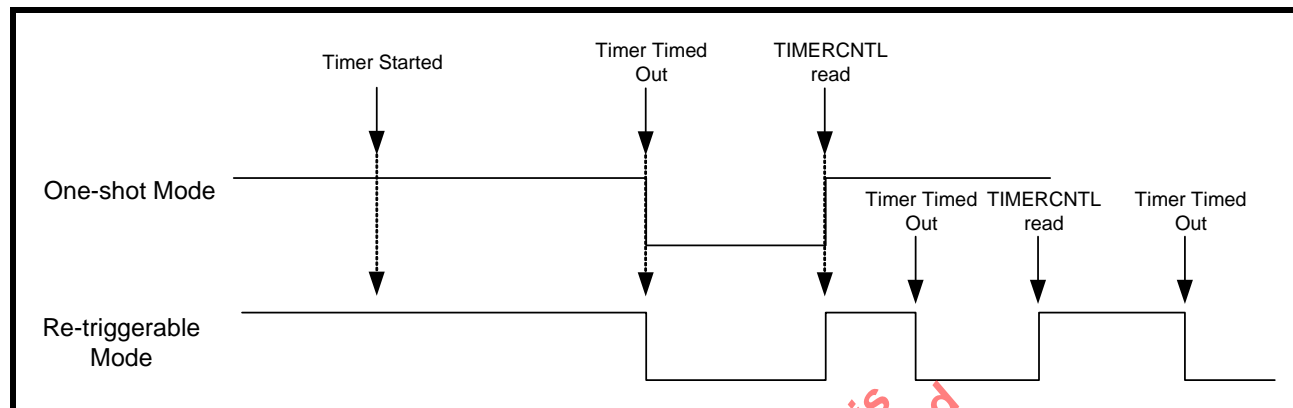 Timer Started
Timer Timed
Out
TIMERCNTL
read
One-shot Mode
Timer Timed
Out
TIMERCNTL
read
Timer Timed
Out
Re-triggerable
Mode
is